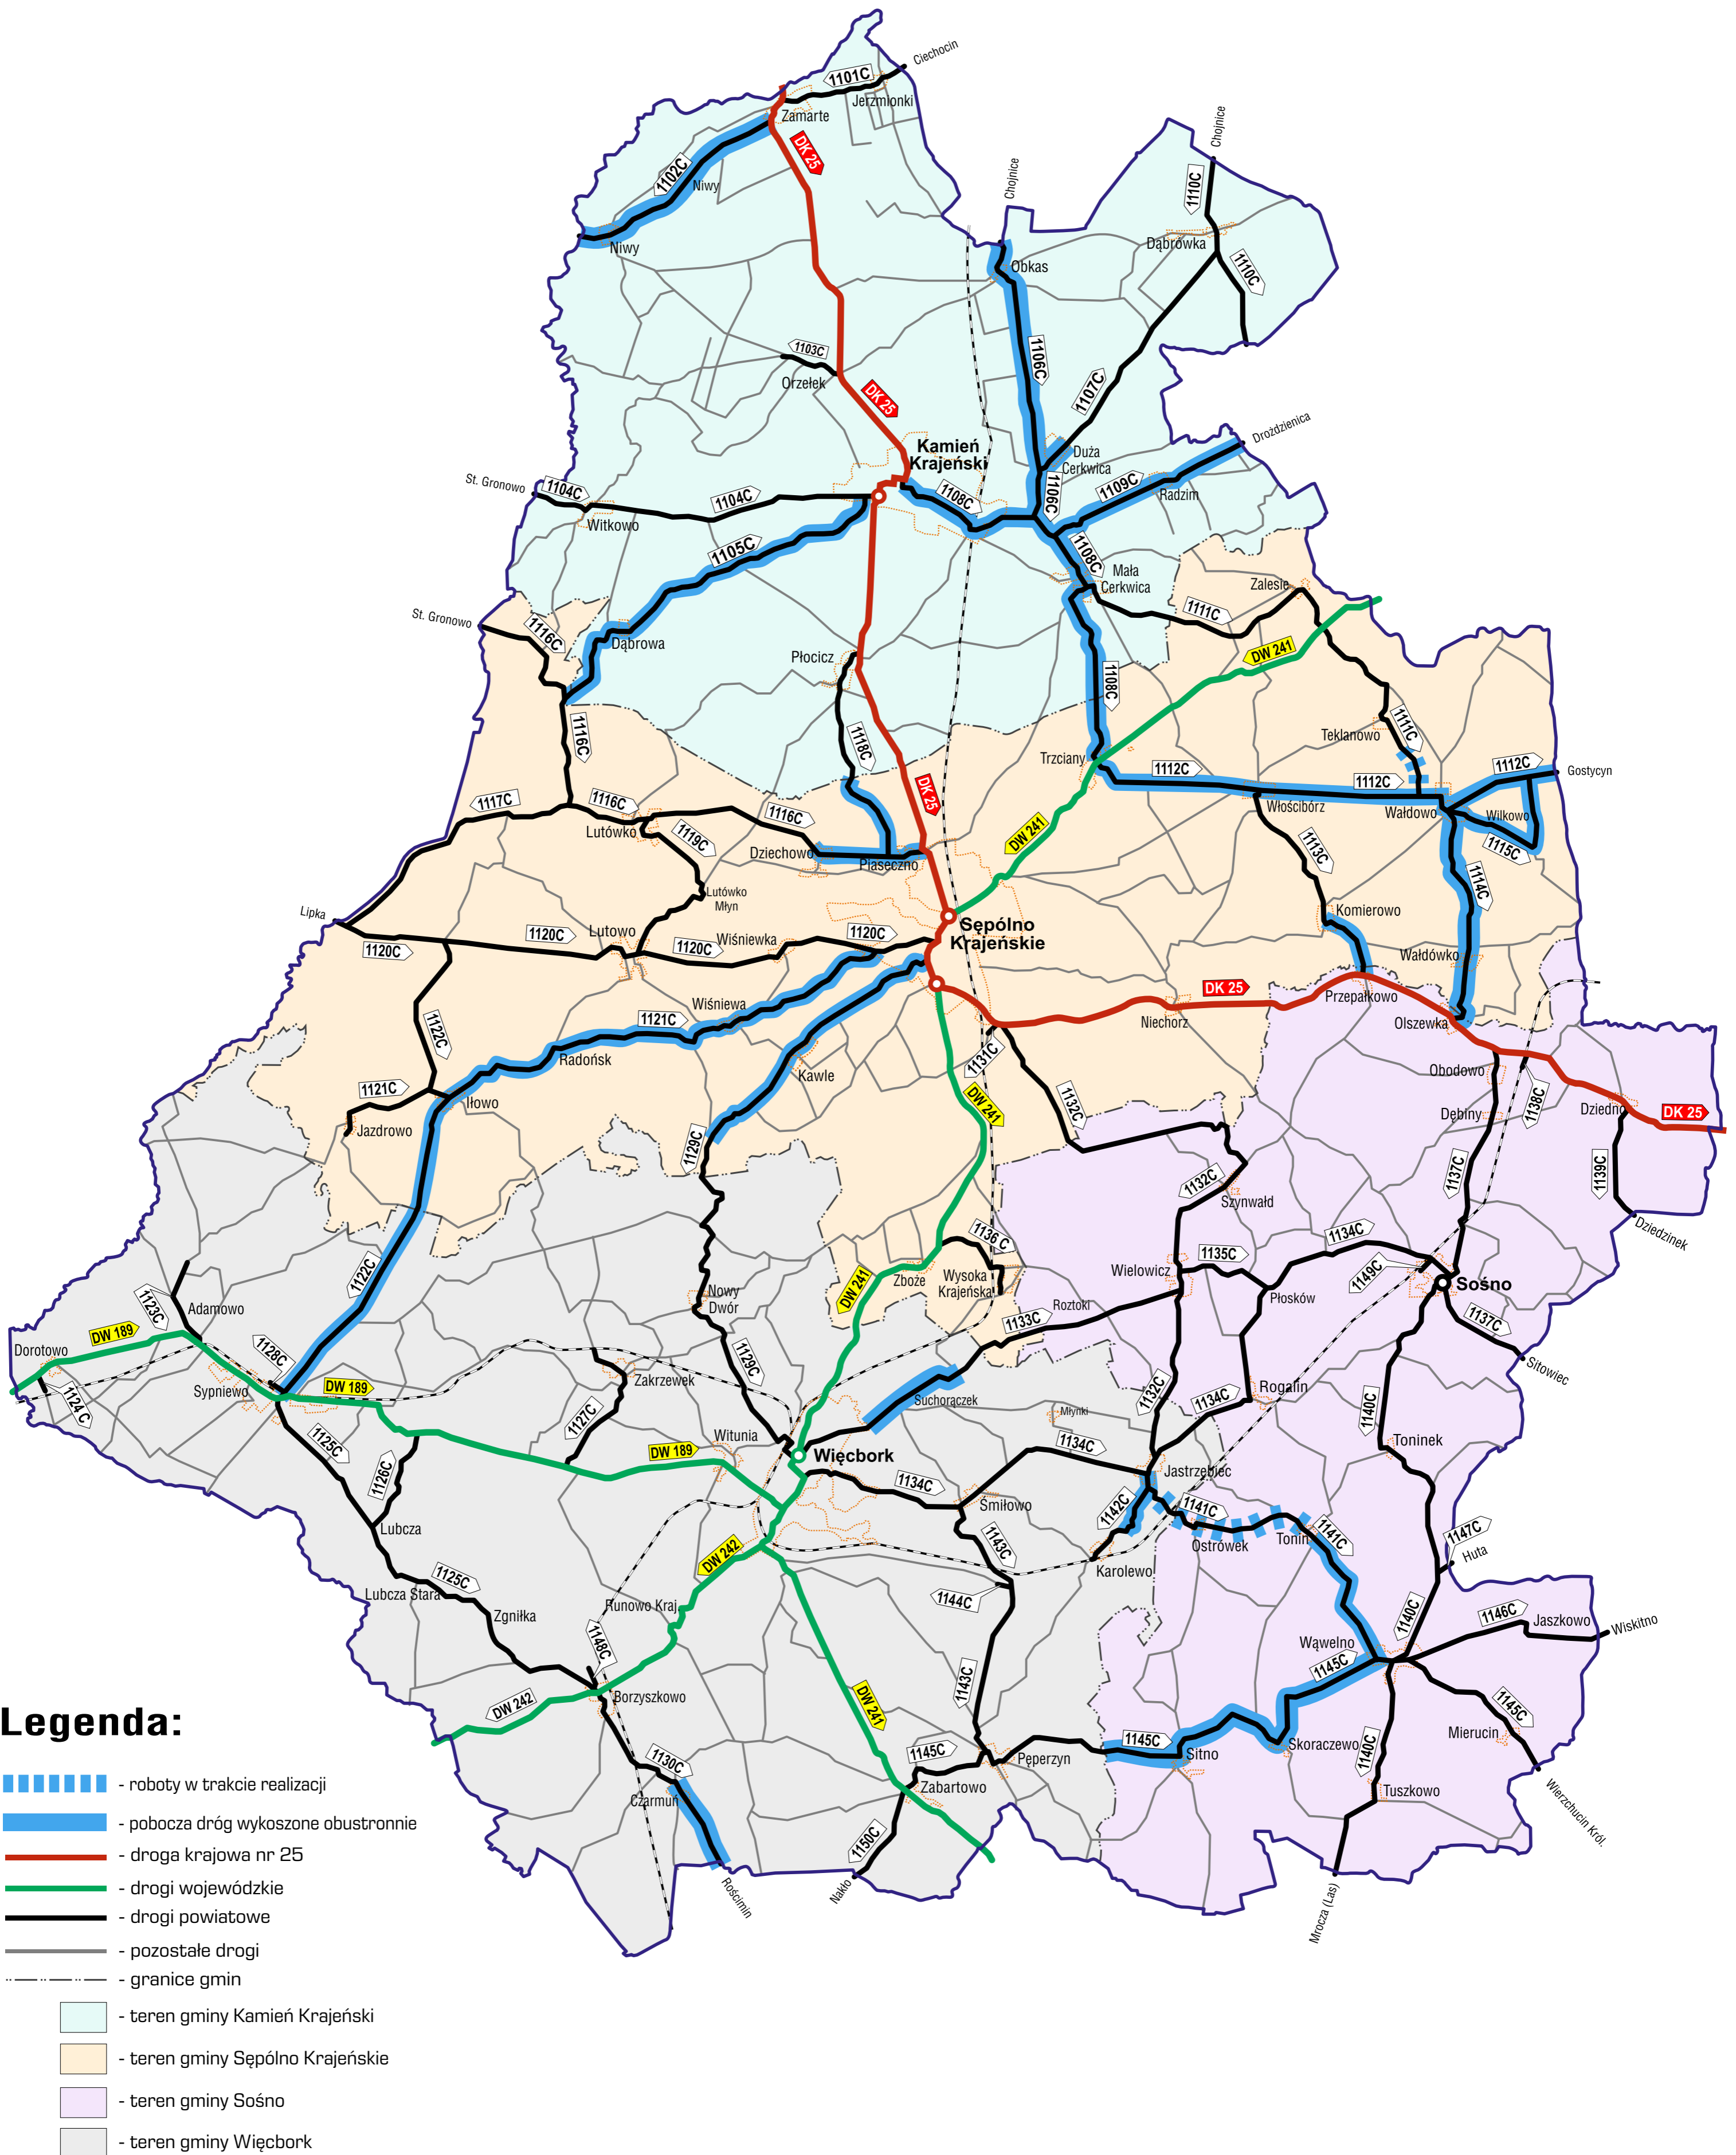 Ciechocin
1101C
Jerzmionki
Zamarte
DK 25
Chojnice
1102C
Niwy
Chojnice
1110C
Niwy
Dąbrówka
Obkas
1110C
1103C
Orzełek
1106C
1107C
DK 25
Drożdzienica
Kamień
Krajeński
Duża
Cerkwica
St. Gronowo
1104C
1104C
1108C
1106C
1109C
Radzim
Witkowo
1105C
1108C
Mała
Cerkwica
Zalesie
St. Gronowo
1116C
1111C
Dąbrowa
DW 241
Płocicz
1108C
1116C
1118C
1111C
Teklanowo
Trzciany
1112C
1112C
1112C
Gostycyn
DK 25
1117C
1116C
1116C
Włościbórz
Wałdowo
Wilkowo
Lutówko
1119C
DW 241
1113C
1115C
Dziechowo
Piaseczno
1114C
Lutówko
Młyn
Lipka
Komierowo
1120C
1120C
Lutowo
1120C
Wiśniewka
1120C
Sępólno
Krajeńskie
Wałdówko
DK 25
Przepałkowo
Wiśniewa
1121C
Niechorz
Olszewka
1122C
Radońsk
1131C
Kawle
Obodowo
1121C
Iłowo
DW 241
1132C
1138C
Dębiny
Dziedno
DK 25
Jazdrowo
1129C
1137C
1139C
1132C
Szynwałd
Dziedzinek
1136 C
1134C
1122C
DW 241
Zboże
Wysoka
Krajeńska
Wielowicz
1135C
1149C
Sośno
1123C
Adamowo
Nowy
Dwór
Roztoki
Płosków
1133C
1137C
DW 189
Dorotowo
1128C
1129C
Sitowiec
Sypniewo
DW 189
Zakrzewek
1124 C
Suchorączek
1132C
1134C
Rogalin
1127C
Młynki
1140C
1125C
Witunia
1134C
Toninek
DW 189
Więcbork
1126C
1134C
Jastrzębiec
Śmiłowo
1142C
1141C
Lubcza
1143C
Ostrówek
Tonin
1141C
1147C
Huta
DW 242
Karolewo
1125C
Lubcza Stara
1144C
Zgniłka
Runowo Kraj.
1140C
1146C
Jaszkowo
Wiskitno
1148C
Wąwelno
1145C
1143C
Borzyszkowo
DW 242
DW 241
1145C
1145C
Mierucin
1145C
1130C
Pęperzyn
Sitno
Skoraczewo
1140C
Czarmuń
Zabartowo
Tuszkowo
Wierzchucin Król.
1150C
Nakło
Rościmin
Mrocza (Las)
Legenda:
- roboty w trakcie realizacji
- pobocza dróg wykoszone obustronnie
- droga krajowa nr 25
- drogi wojewódzkie
- drogi powiatowe
- pozostałe drogi
- granice gmin
- teren gminy Kamień Krajeński
- teren gminy Sępólno Krajeńskie
- teren gminy Sośno
- teren gminy Więcbork